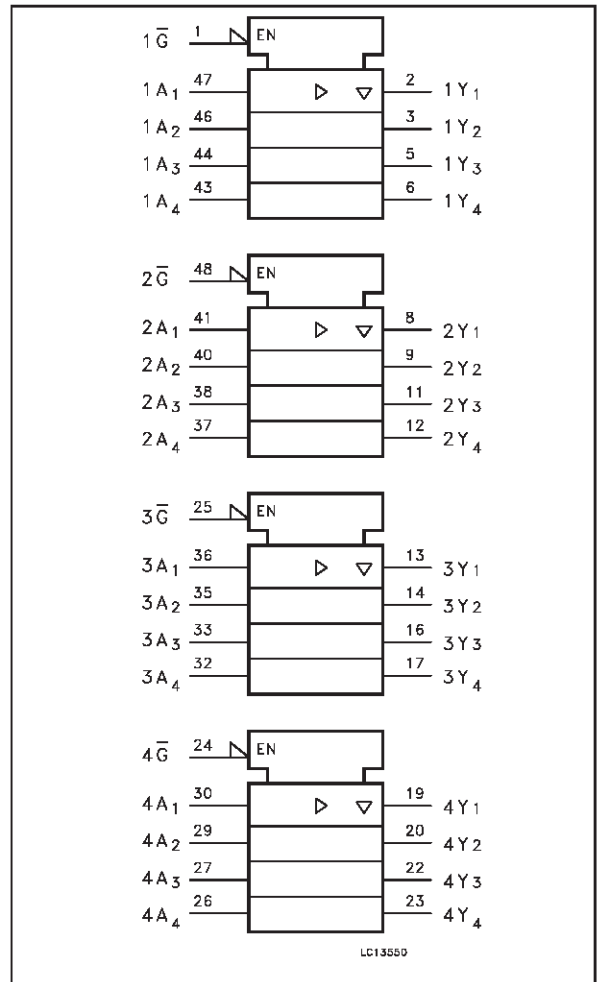 1G̅ 1 EN
1A₁ 47 2 1Y₁
1A₂ 46 3 1Y₂
1A₃ 44 5 1Y₃
1A₄ 43 6 1Y₄
2G̅ 48 EN
2A₁ 41 8 2Y₁
2A₂ 40 9 2Y₂
2A₃ 38 11 2Y₃
2A₄ 37 12 2Y₄
3G̅ 25 EN
3A₁ 36 13 3Y₁
3A₂ 35 14 3Y₂
3A₃ 33 16 3Y₃
3A₄ 32 17 3Y₄
4G̅ 24 EN
4A₁ 30 19 4Y₁
4A₂ 29 20 4Y₂
4A₃ 27 22 4Y₃
4A₄ 26 23 4Y₄
LC13550